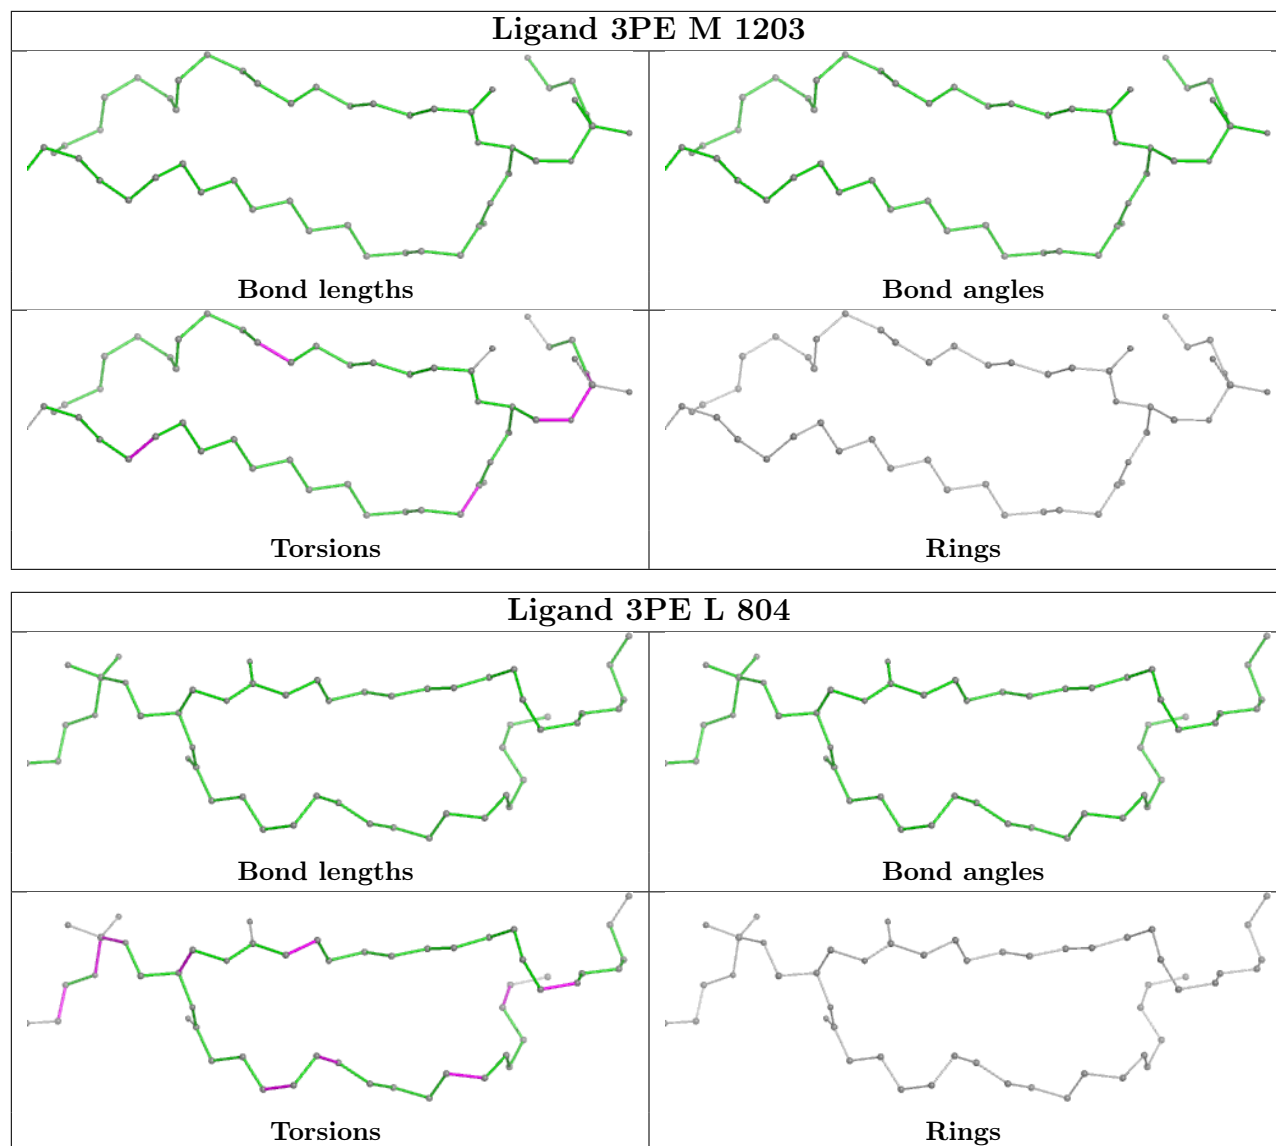 Ligand 3PE M 1203
Bond lengths
Bond angles
Torsions
Rings
Ligand 3PE L 804
Bond lengths
Bond angles
Torsions
Rings